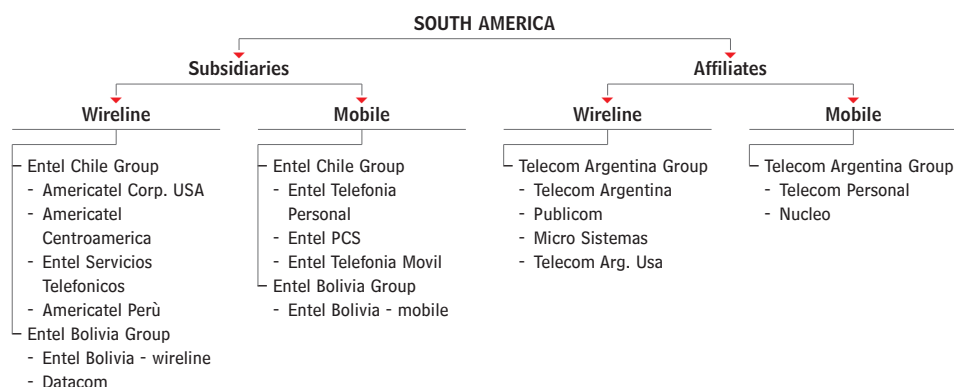 SOUTH AMERICA
Subsidiaries
Affiliates
Wireline
Mobile
Wireline
Mobile
Entel Chile Group
- Americatel Corp. USA
- Americatel
Centroamerica
- Entel Servicios
Telefonicos
- Americatel Perù
Entel Bolivia Group
- Entel Bolivia - wireline
- Datacom
Entel Chile Group
- Entel Telefonia
Personal
- Entel PCS
- Entel Telefonia Movil
Entel Bolivia Group
- Entel Bolivia - mobile
Telecom Argentina Group
- Telecom Argentina
- Publicom
- Micro Sistemas
- Telecom Arg. Usa
Telecom Argentina Group
- Telecom Personal
- Nucleo